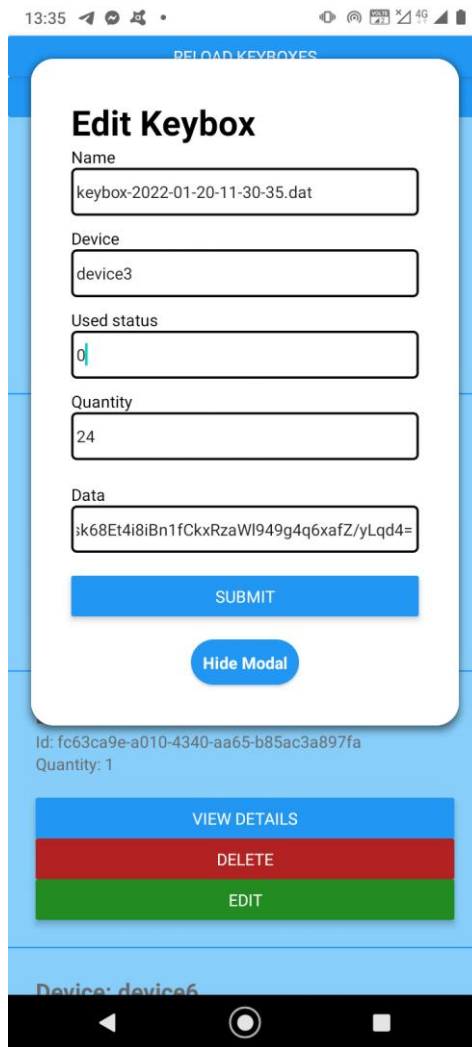 13:35
4G
RELOAD KEYBOXES
Edit Keybox
Name
keybox-2022-01-20-11-30-35.dat
Device
device3
Used status
0
Quantity
24
Data
sk68Et4i8iBn1fCkxRzaWl949g4q6xafZ/yLqd4=
SUBMIT
Hide Modal
Id: fc63ca9e-a010-4340-aa65-b85ac3a897fa
Quantity: 1
VIEW DETAILS
DELETE
EDIT
Device: device6